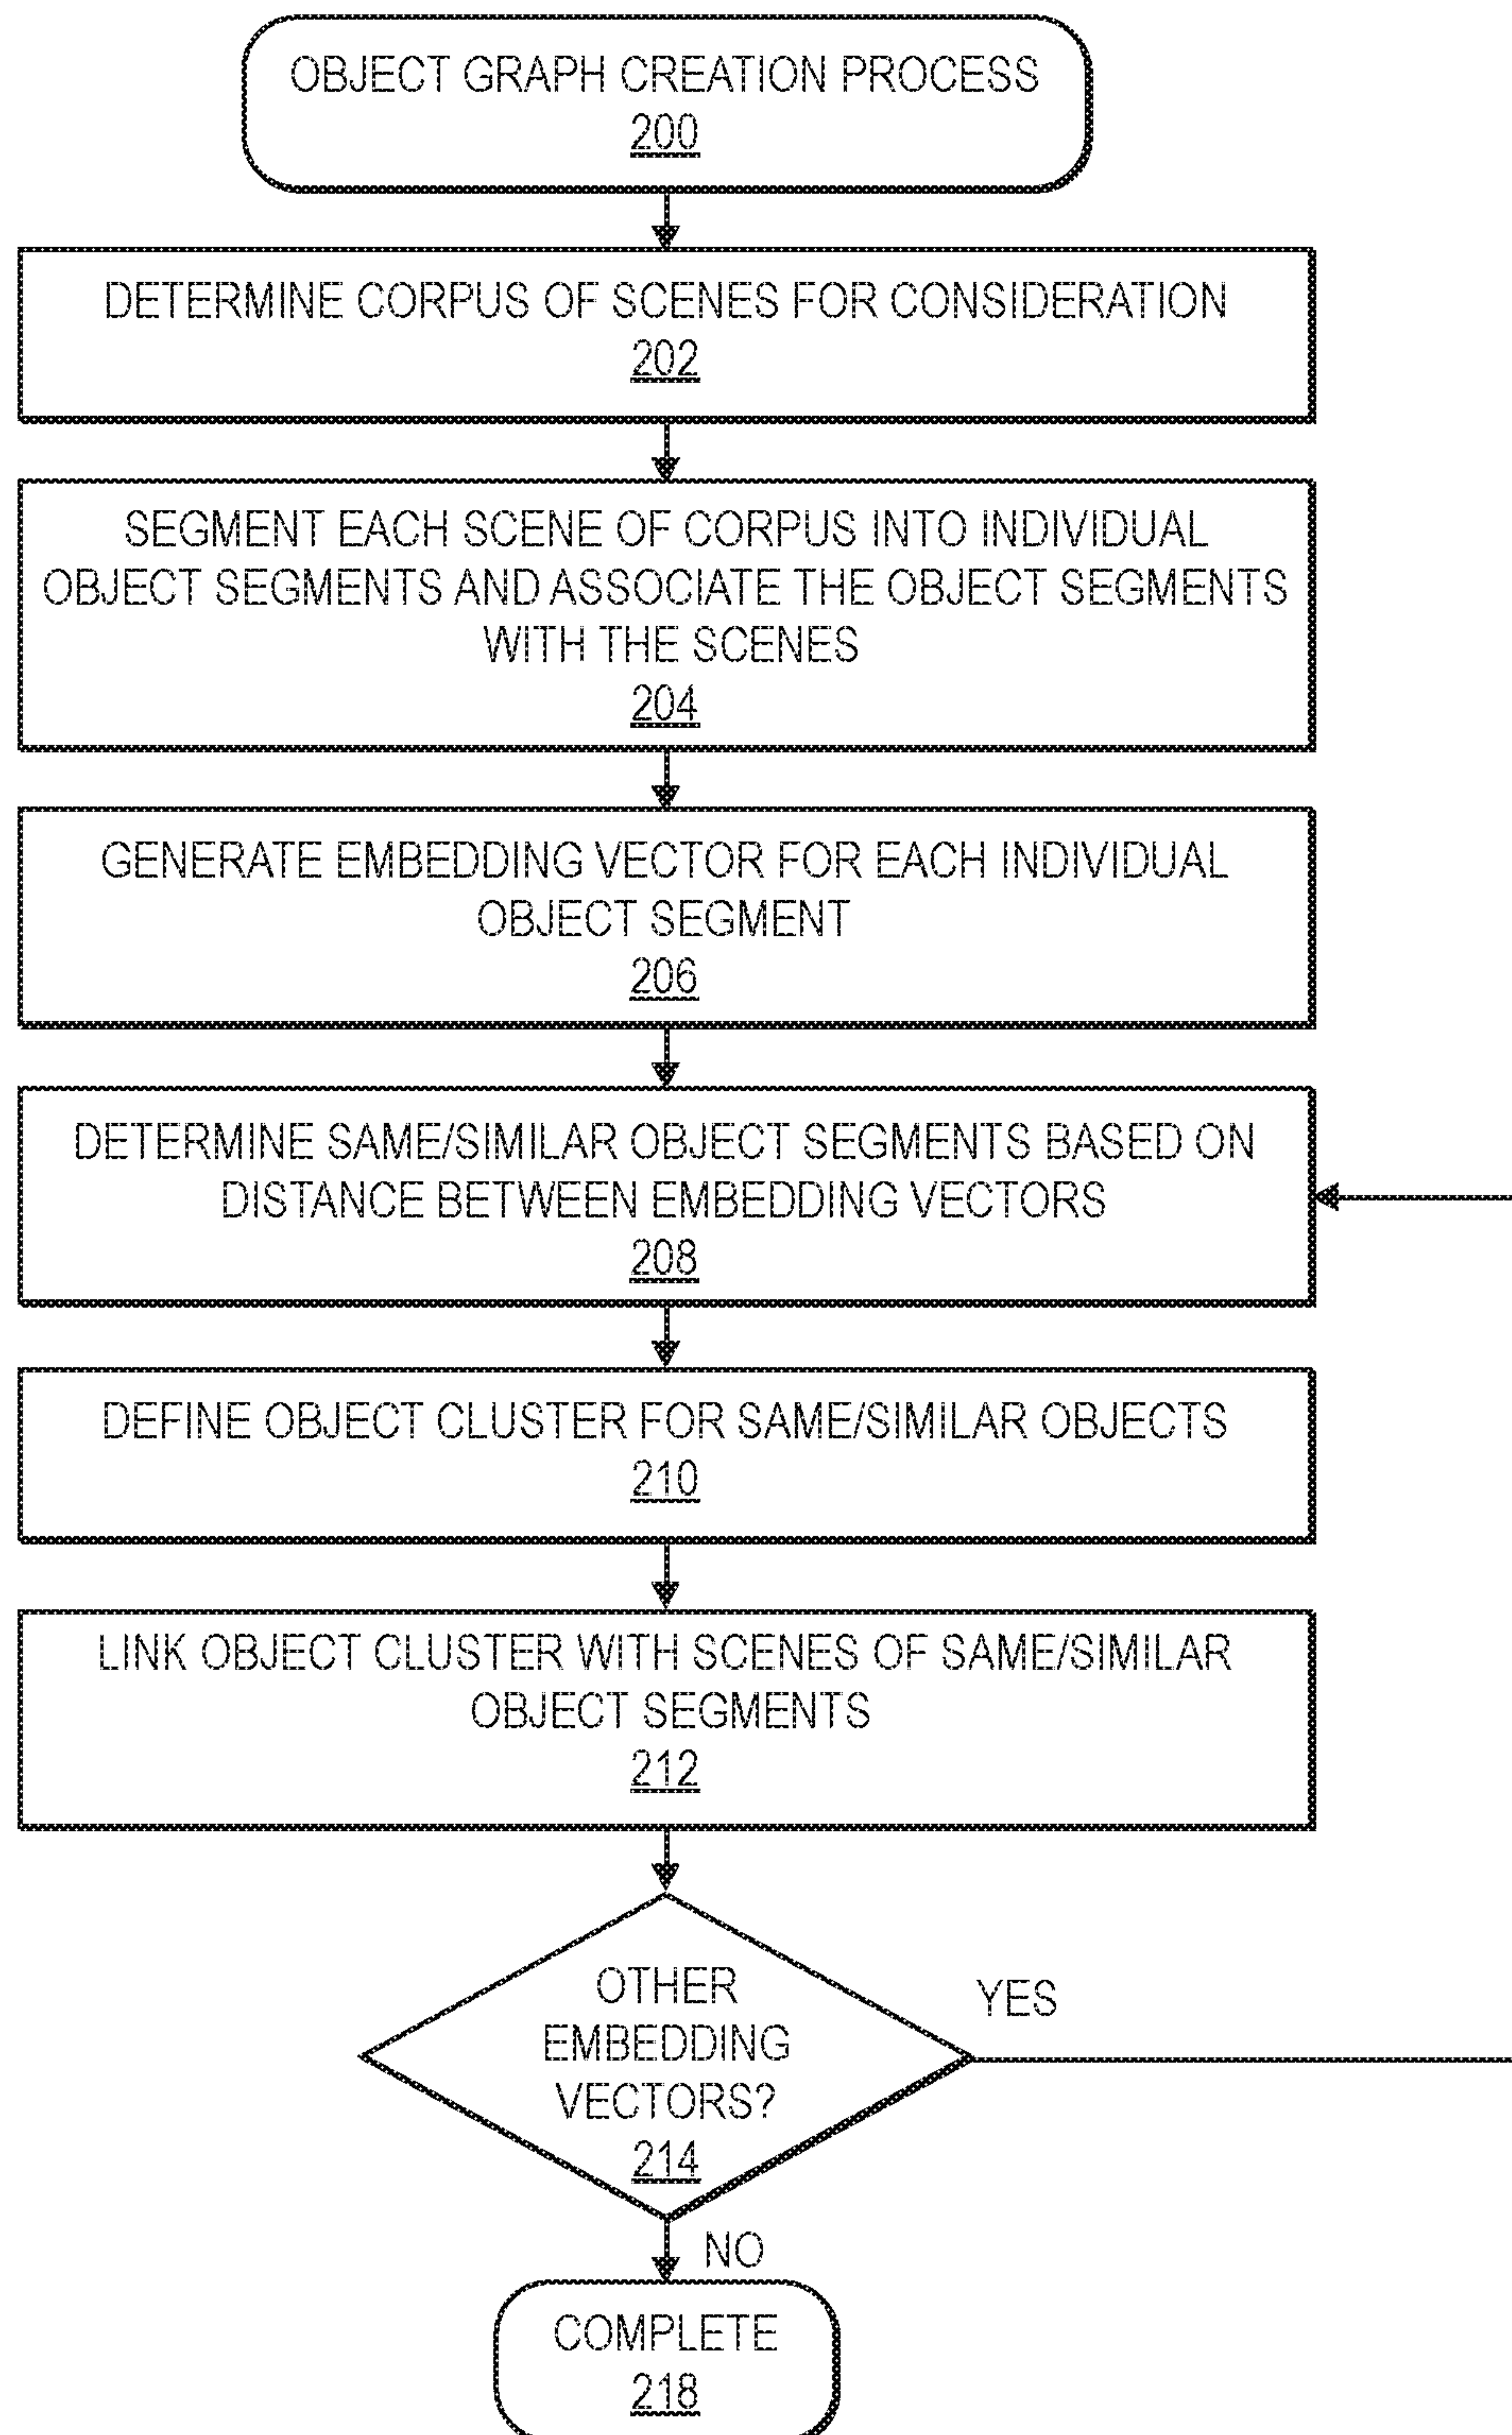 OBJECT GRAPH CREATION PROCESS
200
DETERMINE CORPUS OF SCENES FOR CONSIDERATION
202
SEGMENT EACH SCENE OF CORPUS INTO INDIVIDUAL
OBJECT SEGMENTS AND ASSOCIATE THE OBJECT SEGMENTS
WITH THE SCENES
204
GENERATE EMBEDDING VECTOR FOR EACH INDIVIDUAL
OBJECT SEGMENT
206
DETERMINE SAME/SIMILAR OBJECT SEGMENTS BASED ON
DISTANCE BETWEEN EMBEDDING VECTORS
208
DEFINE OBJECT CLUSTER FOR SAME/SIMILAR OBJECTS
210
LINK OBJECT CLUSTER WITH SCENES OF SAME/SIMILAR
OBJECT SEGMENTS
212
OTHER
EMBEDDING
VECTORS?
214
YES
NO
COMPLETE
218